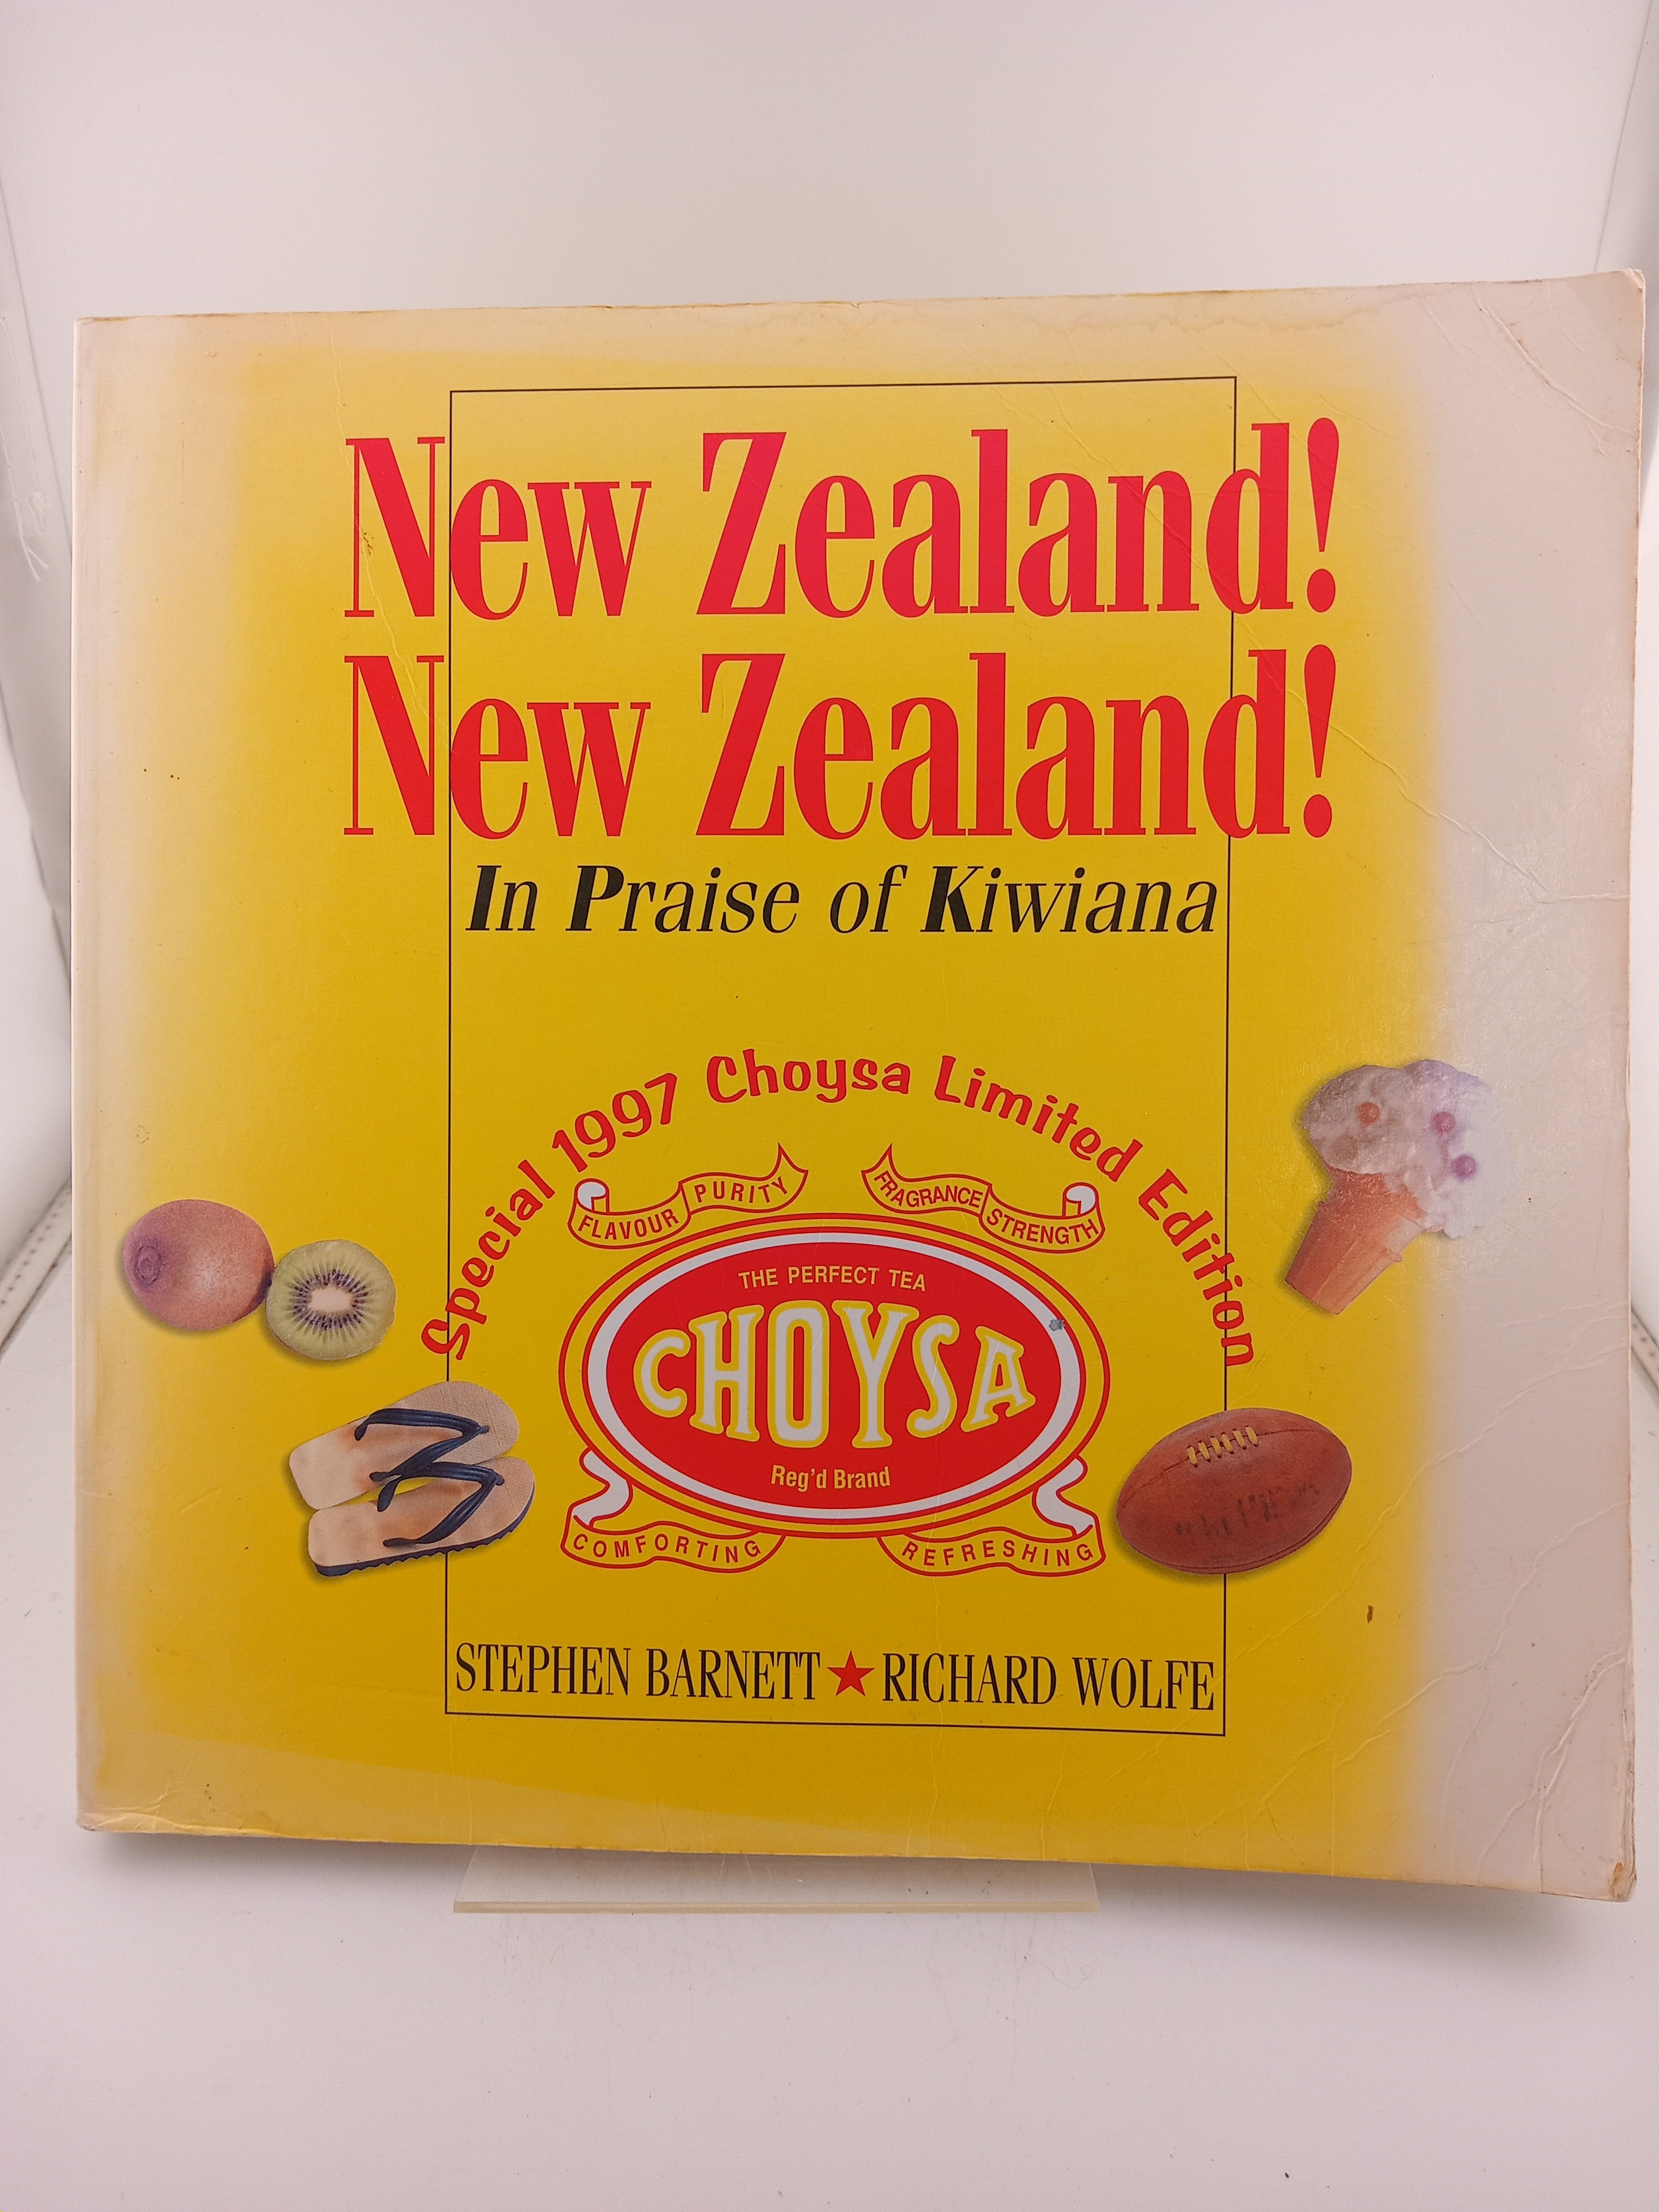 New Zealand!
New Zealand!
In Praise of Kiwiana
Special 1997 Choysa Limited Edition
FLAVOUR PURITY FRAGRANCE STRENGTH
THE PERFECT TEA
CHOYSA
Reg'd Brand
COMFORTING REFRESHING
STEPHEN BARNETT ★ RICHARD WOLFE